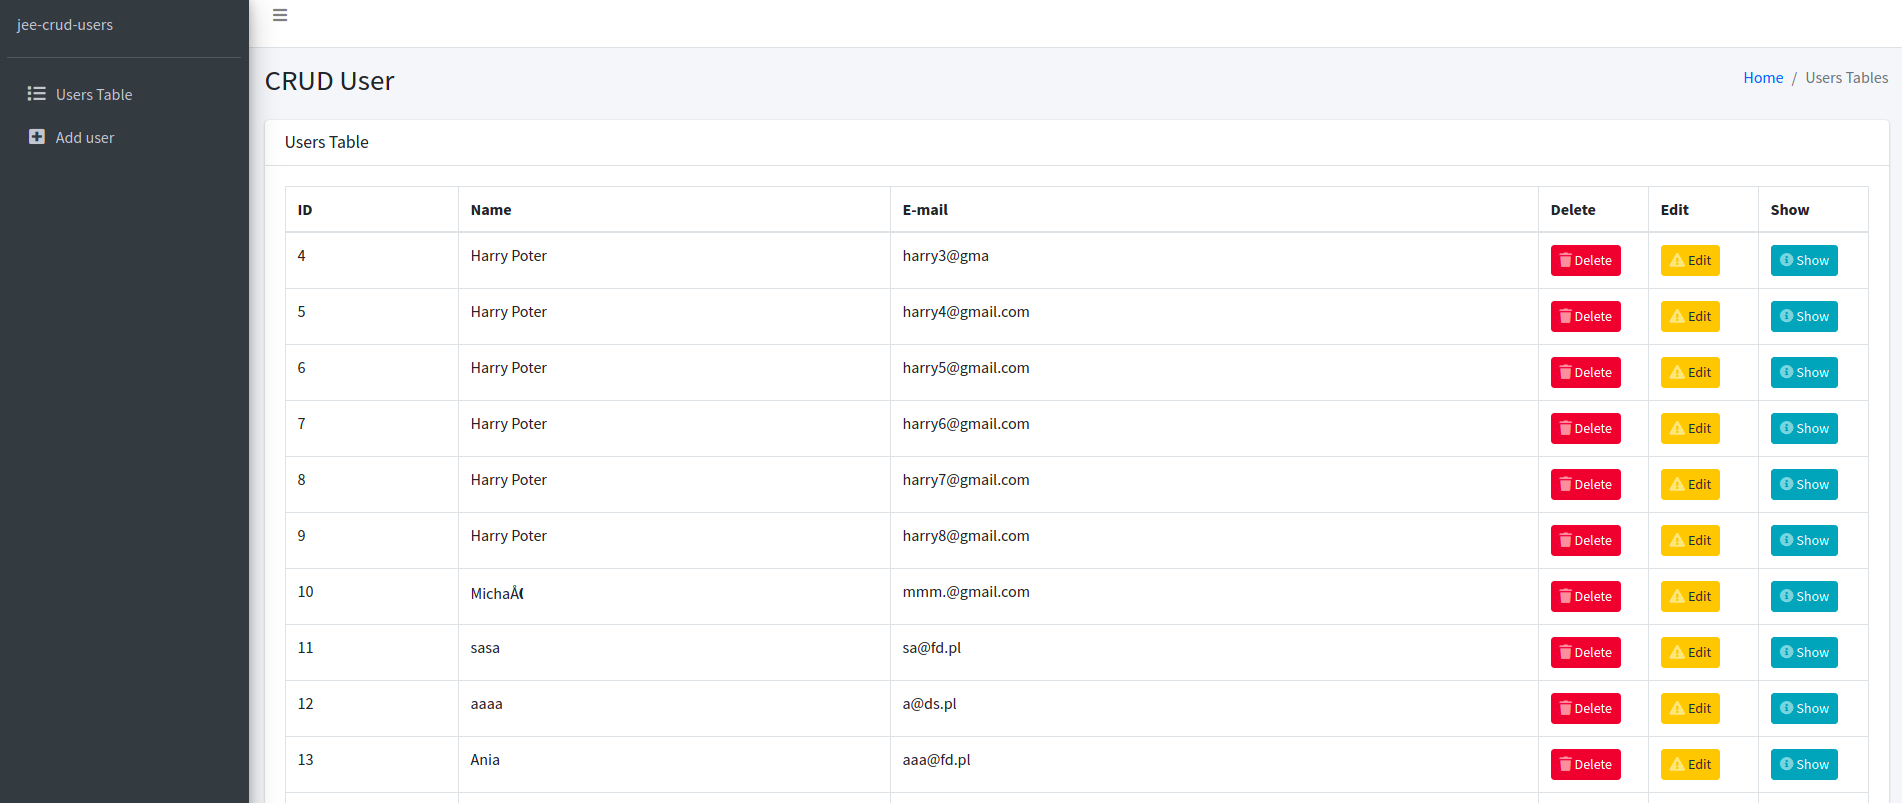 jee-crud-users
Users Table
Add user
CRUD User
Home / Users Tables
Users Table
ID Name E-mail Delete Edit Show
4 Harry Poter harry3@gma Delete Edit Show
5 Harry Poter harry4@gmail.com Delete Edit Show
6 Harry Poter harry5@gmail.com Delete Edit Show
7 Harry Poter harry6@gmail.com Delete Edit Show
8 Harry Poter harry7@gmail.com Delete Edit Show
9 Harry Poter harry8@gmail.com Delete Edit Show
10 mmm.@gmail.com Delete Edit Show
11 sasa sa@fd.pl Delete Edit Show
12 aaaa a@ds.pl Delete Edit Show
13 Ania aaa@fd.pl Delete Edit Show